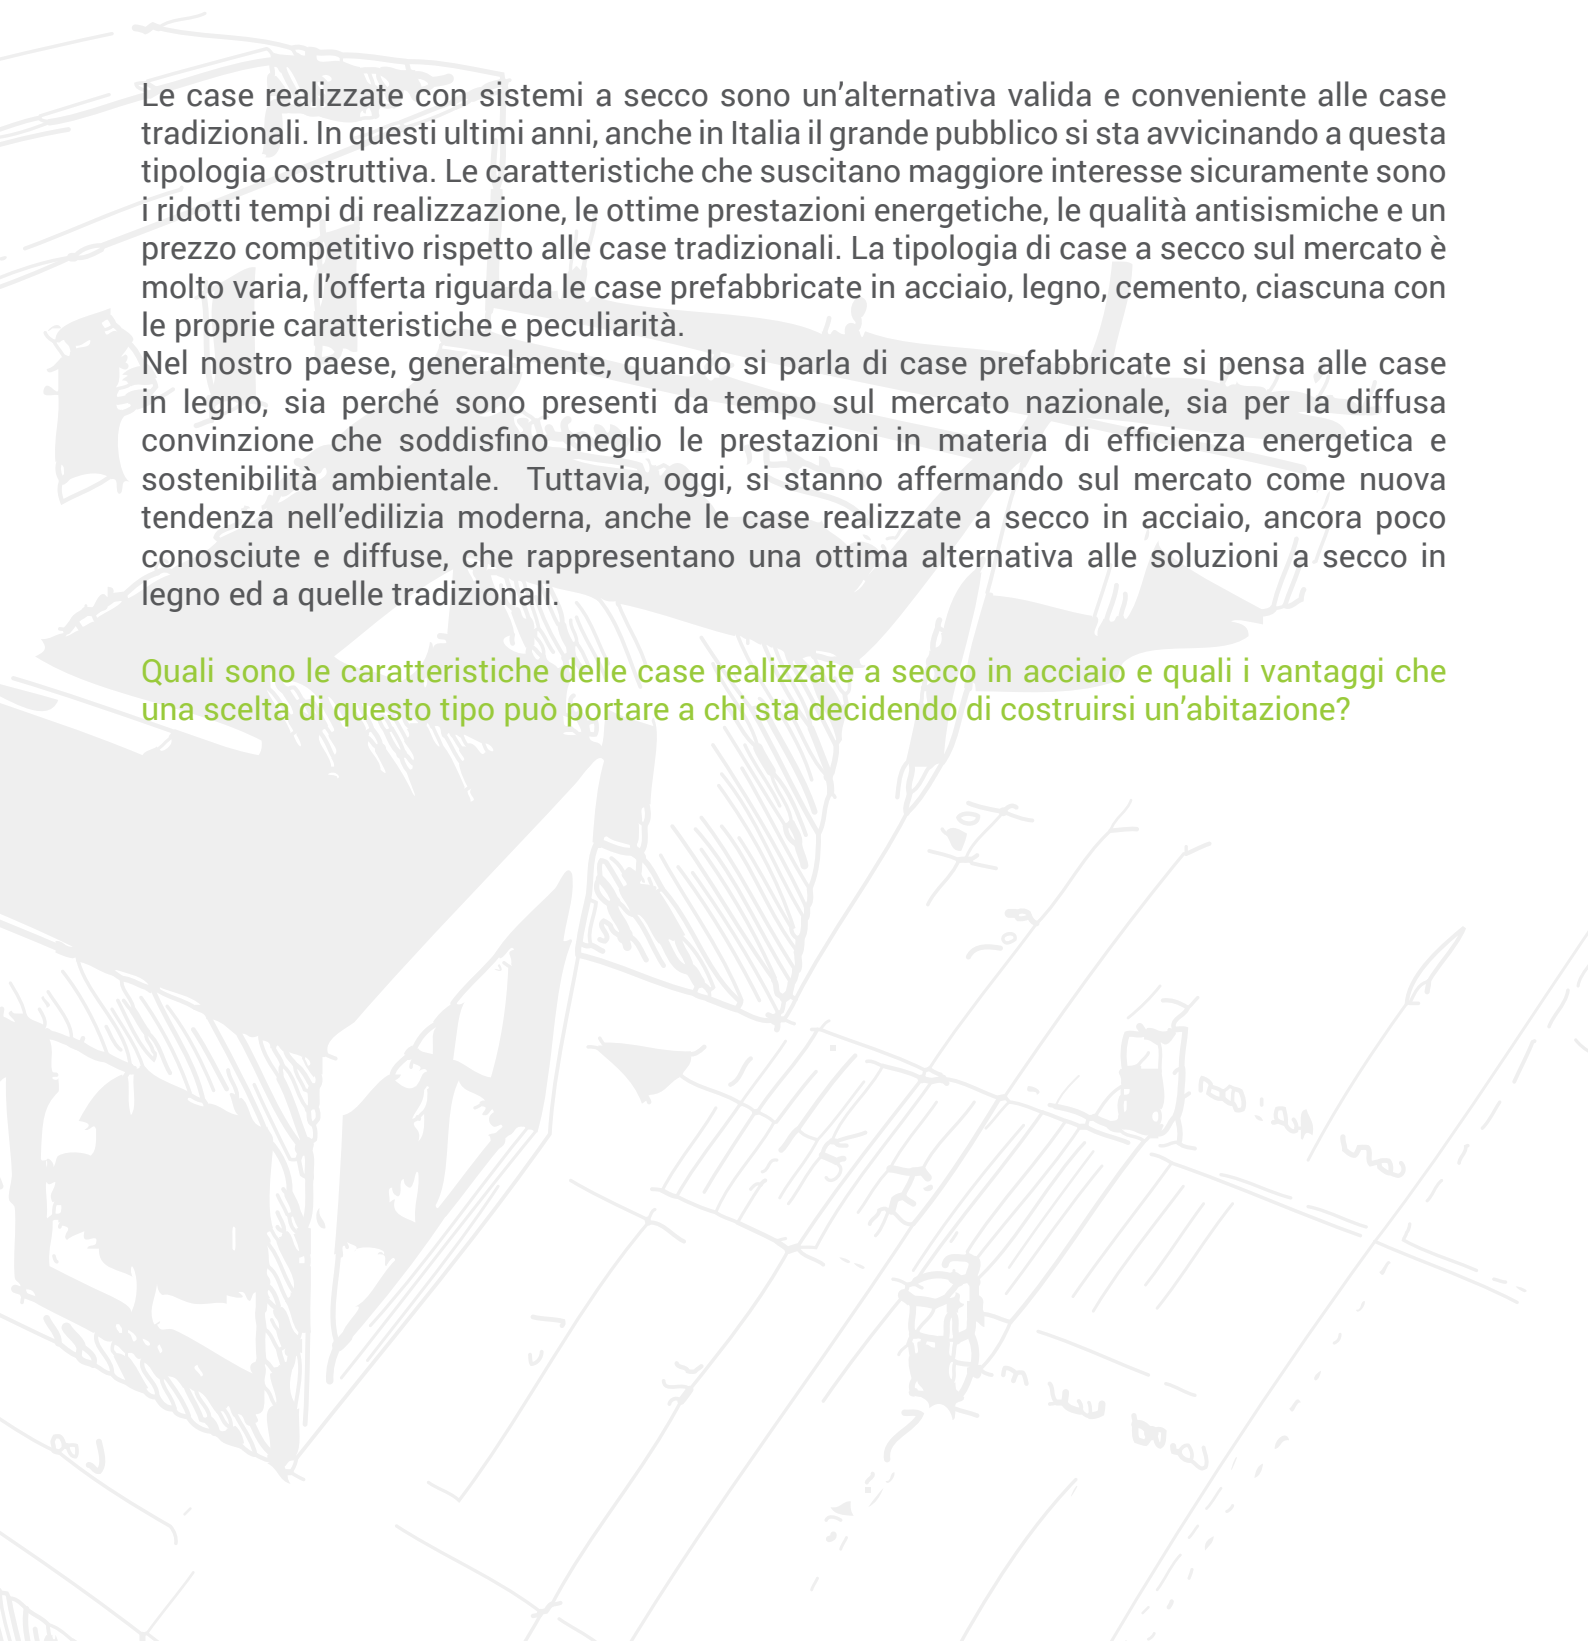 Le case realizzate con sistemi a secco sono un’alternativa valida e conveniente alle case
tradizionali. In questi ultimi anni, anche in Italia il grande pubblico si sta avvicinando a questa
tipologia costruttiva. Le caratteristiche che suscitano maggiore interesse sicuramente sono
i ridotti tempi di realizzazione, le ottime prestazioni energetiche, le qualità antisismiche e un
prezzo competitivo rispetto alle case tradizionali. La tipologia di case a secco sul mercato è
molto varia, l’offerta riguarda le case prefabbricate in acciaio, legno, cemento, ciascuna con
le proprie caratteristiche e peculiarità.
Nel nostro paese, generalmente, quando si parla di case prefabbricate si pensa alle case
in legno, sia perché sono presenti da tempo sul mercato nazionale, sia per la diffusa
convinzione che soddisfino meglio le prestazioni in materia di efficienza energetica e
sostenibilità ambientale. Tuttavia, oggi, si stanno affermando sul mercato come nuova
tendenza nell’edilizia moderna, anche le case realizzate a secco in acciaio, ancora poco
conosciute e diffuse, che rappresentano una ottima alternativa alle soluzioni a secco in
legno ed a quelle tradizionali.
Quali sono le caratteristiche delle case realizzate a secco in acciaio e quali i vantaggi che
una scelta di questo tipo può portare a chi sta decidendo di costruirsi un’abitazione?